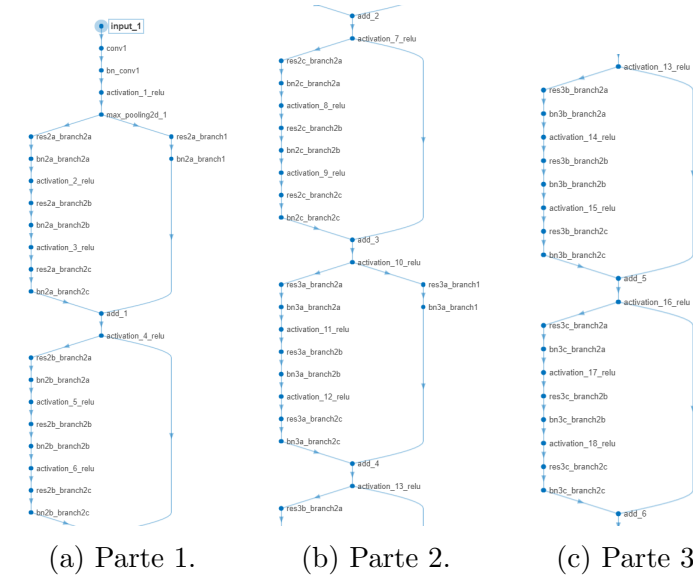 input_1
conv1
bn_conv1
activation_1_relu
max_pooling2d_1
res2a_branch2a
res2a_branch1
bn2a_branch2a
bn2a_branch1
activation_2_relu
res2a_branch2b
bn2a_branch2b
activation_3_relu
res2a_branch2c
bn2a_branch2c
add_1
activation_4_relu
res2b_branch2a
bn2b_branch2a
activation_5_relu
res2b_branch2b
bn2b_branch2b
activation_6_relu
res2b_branch2c
bn2b_branch2c
(a) Parte 1.
add_2
activation_7_relu
res2c_branch2a
bn2c_branch2a
activation_8_relu
res2c_branch2b
bn2c_branch2b
activation_9_relu
res2c_branch2c
bn2c_branch2c
add_3
activation_10_relu
res3a_branch2a
res3a_branch1
bn3a_branch2a
bn3a_branch1
activation_11_relu
res3a_branch2b
bn3a_branch2b
activation_12_relu
res3a_branch2c
bn3a_branch2c
add_4
activation_13_relu
res3b_branch2a
(b) Parte 2.
activation_13_relu
res3b_branch2a
bn3b_branch2a
activation_14_relu
res3b_branch2b
bn3b_branch2b
activation_15_relu
res3b_branch2c
bn3b_branch2c
add_5
activation_16_relu
res3c_branch2a
bn3c_branch2a
activation_17_relu
res3c_branch2b
bn3c_branch2b
activation_18_relu
res3c_branch2c
bn3c_branch2c
add_6
(c) Parte 3